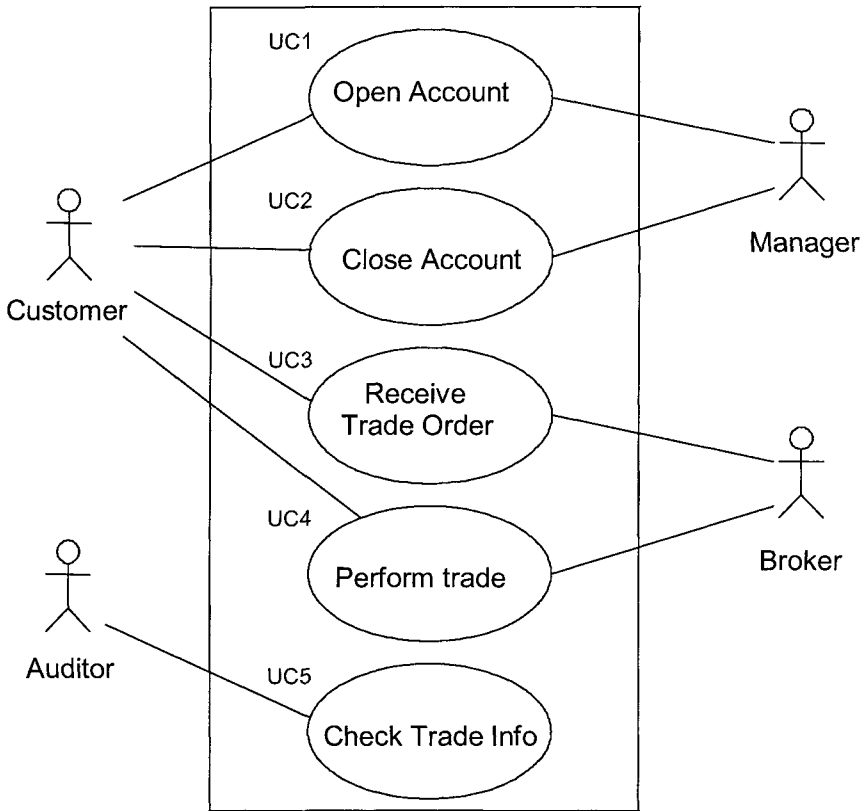 UC1
Open Account
Manager
UC2
Close Account
Customer
UC3
Receive
Trade Order
Broker
UC4
Perform trade
Auditor
UC5
Check Trade Info